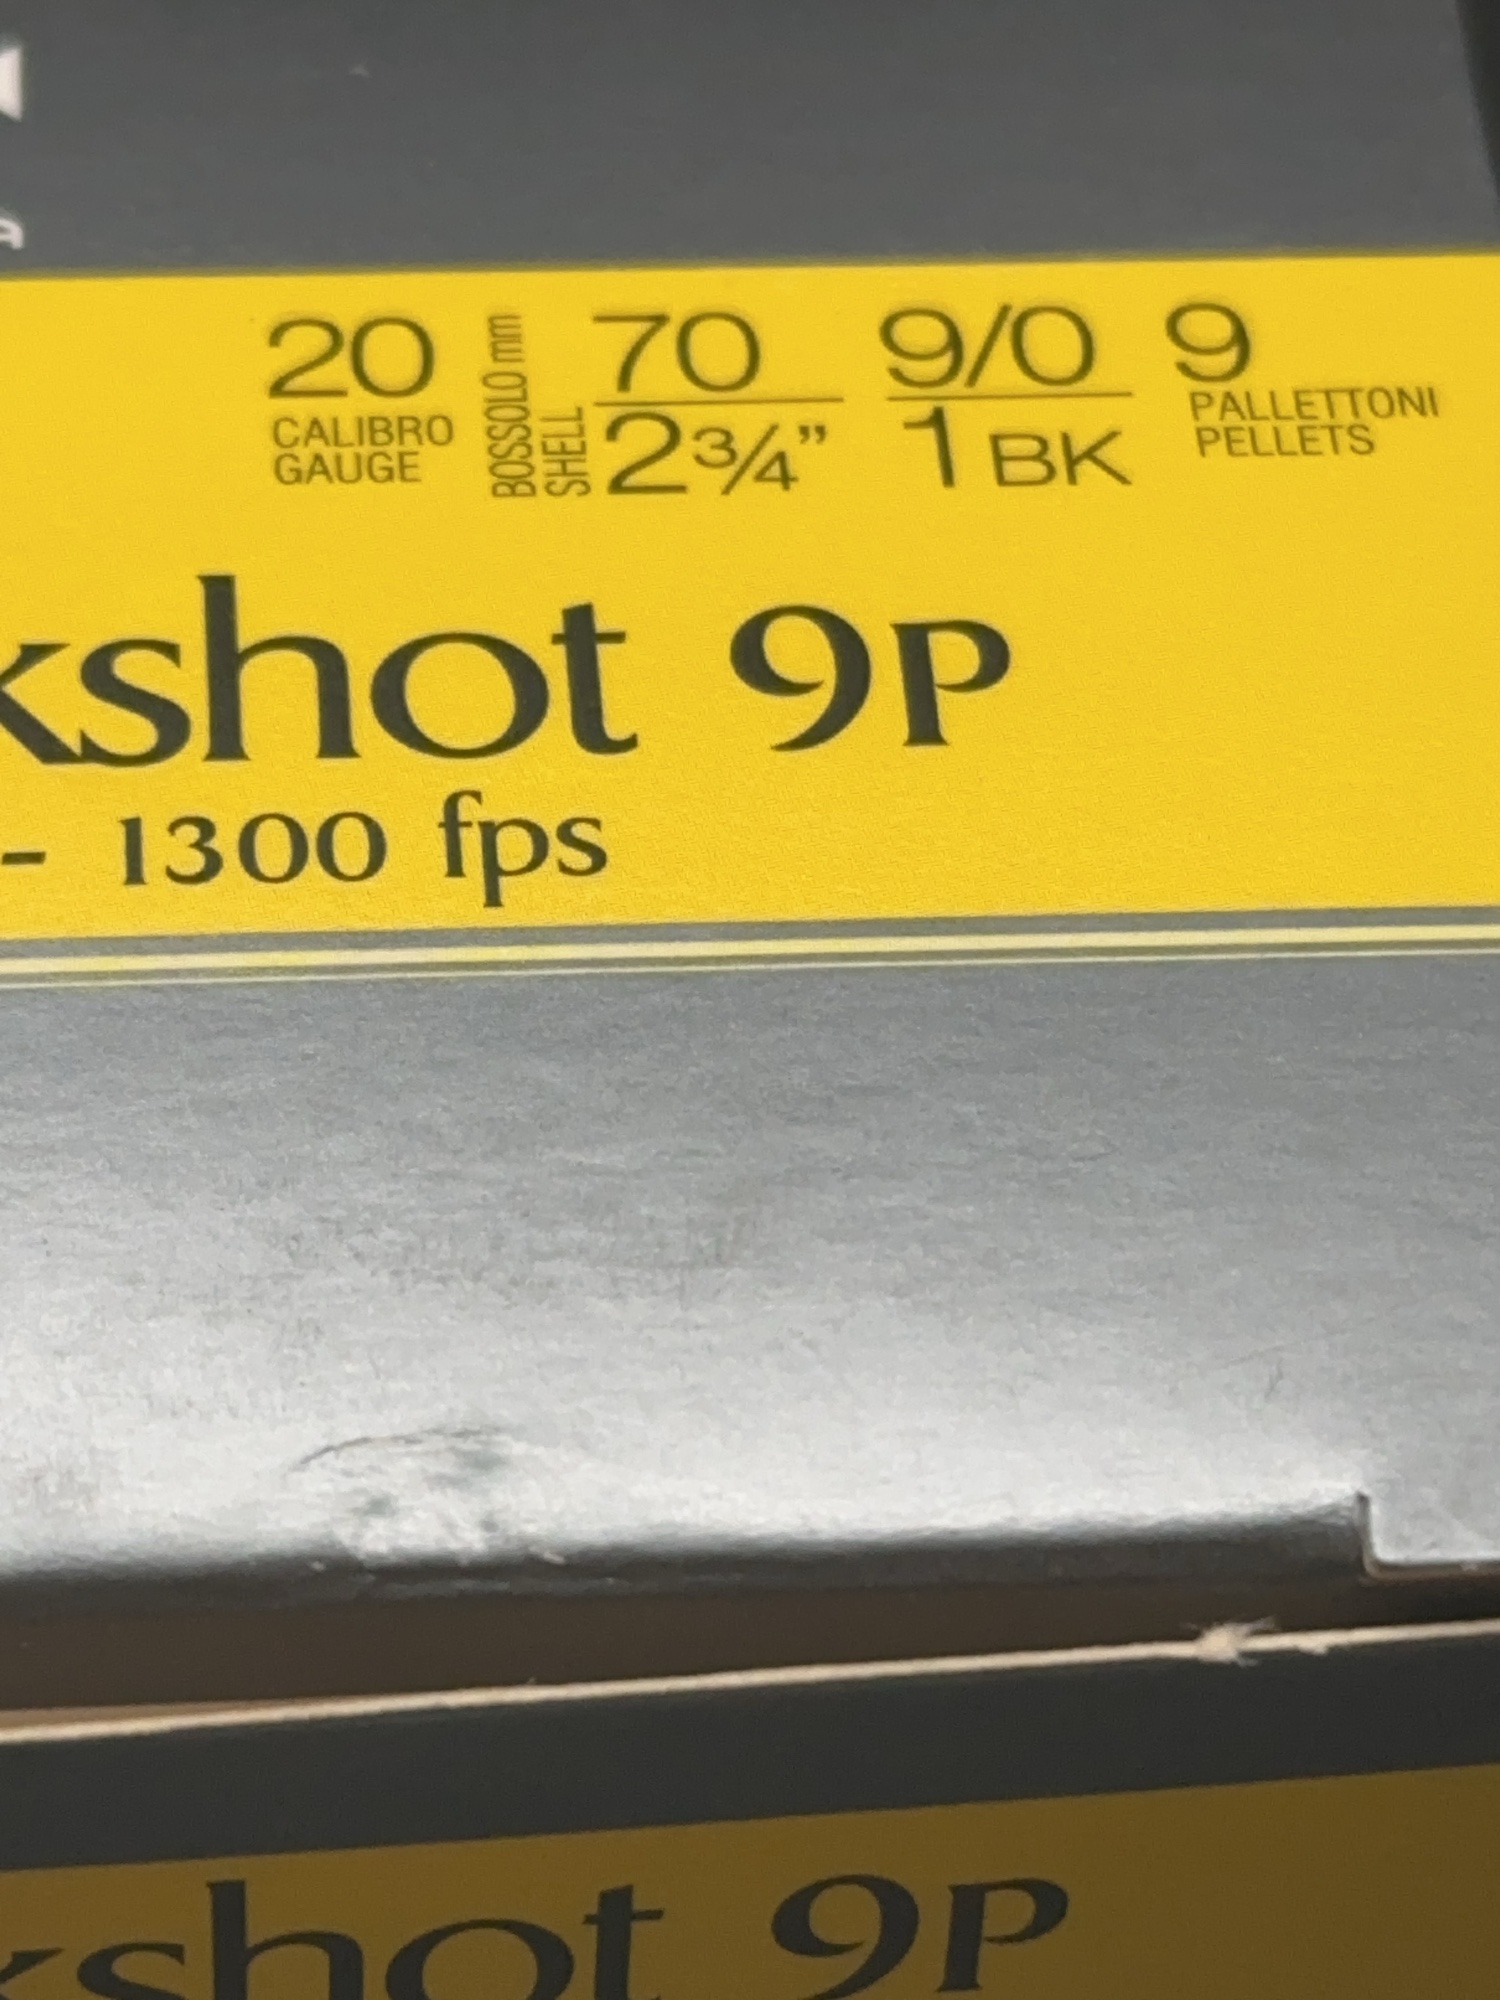 20 70 9/0 9
CALIBRO GAUGE BOSSOLO mm SHELL 2¾” 1 BK PALLETTONI PELLETS
kshot 9P
- 1300 fps
kshot 9P